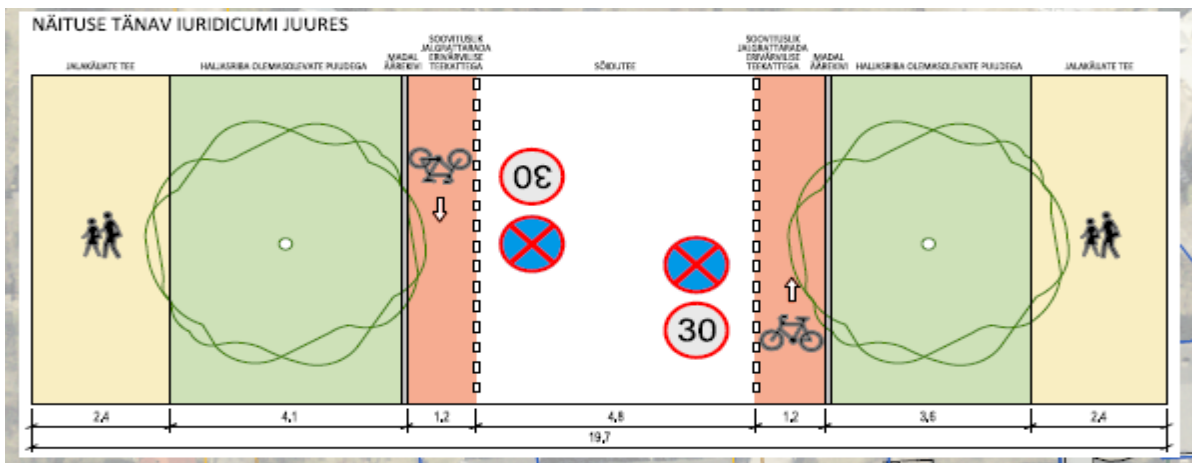 NÄITUSE TÄNAV IURIDICUMI JUURES
JALAKÄIJATE TEE
HALJASRIBA OLEMASOLEVATE PUUDEGA
MADAL
ÄÄREKIVI
SOOVITUSLIK
JALGRATTARADA
ERIVÄRVILISE
TEEKATTEGA
SÕIDUTEE
SOOVITUSLIK
JALGRATTARADA
ERIVÄRVILISE
TEEKATTEGA
MADAL
ÄÄREKIVI
HALJASRIBA OLEMASOLEVATE PUUDEGA
JALAKÄIJATE TEE
30
30
2,4
4,1
1,2
4,8
1,2
3,6
2,4
19,7